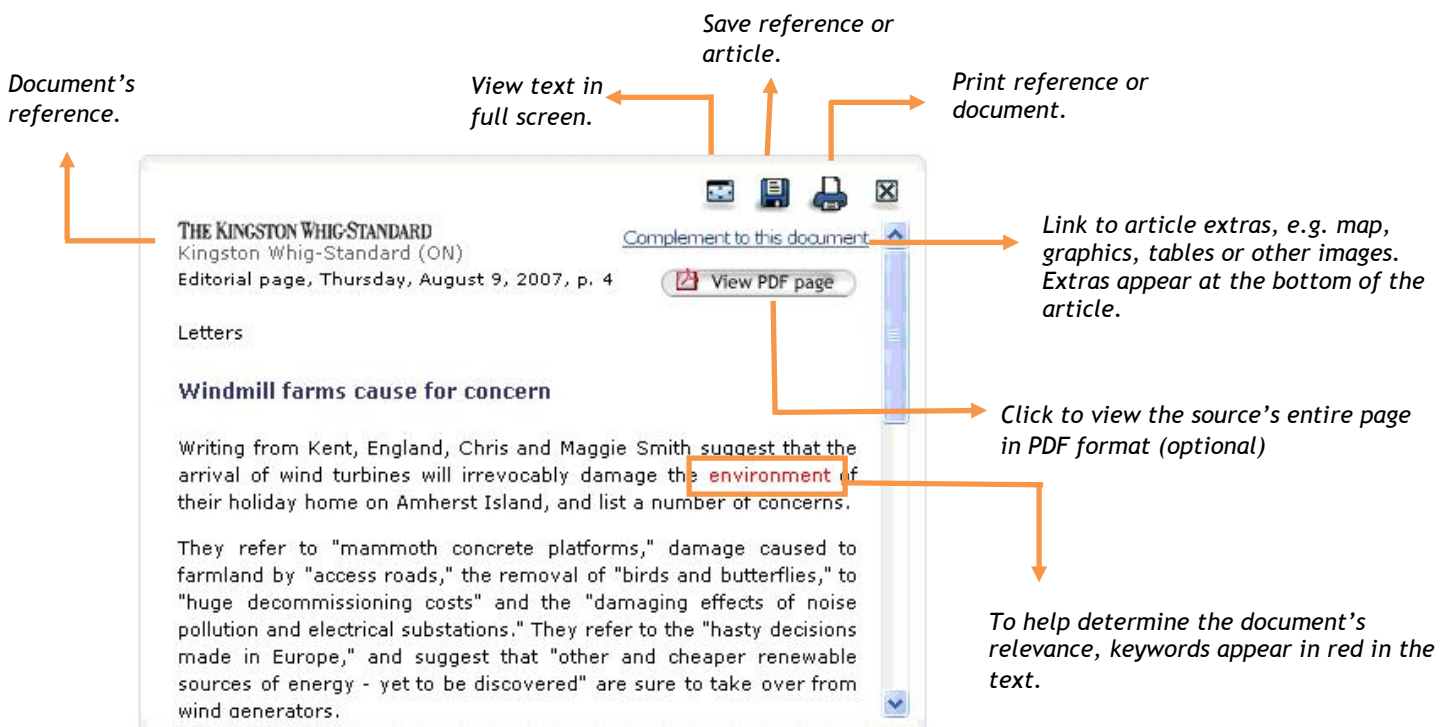 Save reference or
article.
Document's
reference.
View text in
full screen.
Print reference or
document.
THE KINGSTON WHIG-STANDARD
Kingston Whig-Standard (ON)
Editorial page, Thursday, August 9, 2007, p. 4
Complement to this document
View PDF page
Link to article extras, e.g. map,
graphics, tables or other images.
Extras appear at the bottom of the
article.
Letters
Windmill farms cause for concern
Click to view the source's entire page
in PDF format (optional)
Writing from Kent, England, Chris and Maggie Smith suggest that the
arrival of wind turbines will irrevocably damage the environment of
their holiday home on Amherst Island, and list a number of concerns.
They refer to "mammoth concrete platforms," damage caused to
farmland by "access roads," the removal of "birds and butterflies," to
"huge decommissioning costs" and the "damaging effects of noise
pollution and electrical substations." They refer to the "hasty decisions
made in Europe," and suggest that "other and cheaper renewable
sources of energy - yet to be discovered" are sure to take over from
wind generators.
To help determine the document's
relevance, keywords appear in red in the
text.